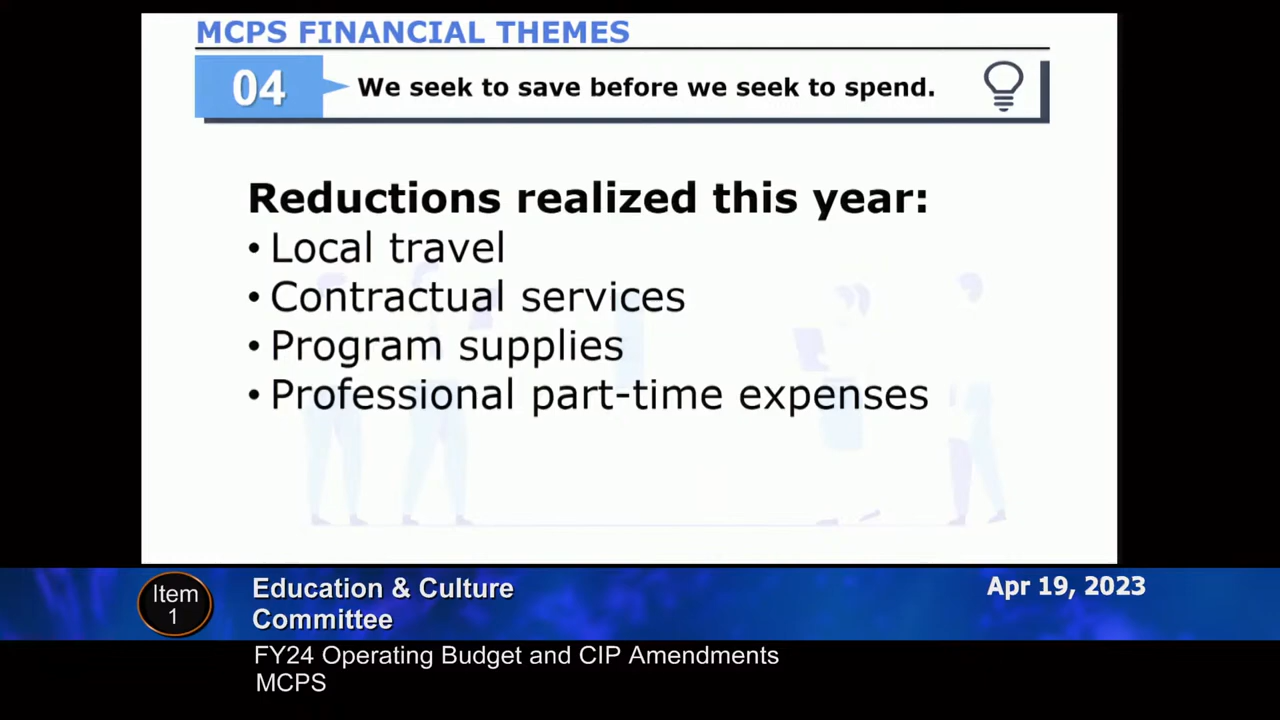 MCPS FINANCIAL THEMES
04
We seek to save before we seek to spend.
Reductions realized this year:
• Local travel
• Contractual services
• Program supplies
• Professional part-time expenses
Item
1
Education & Culture
Committee
Apr 19, 2023
FY24 Operating Budget and CIP Amendments
MCPS